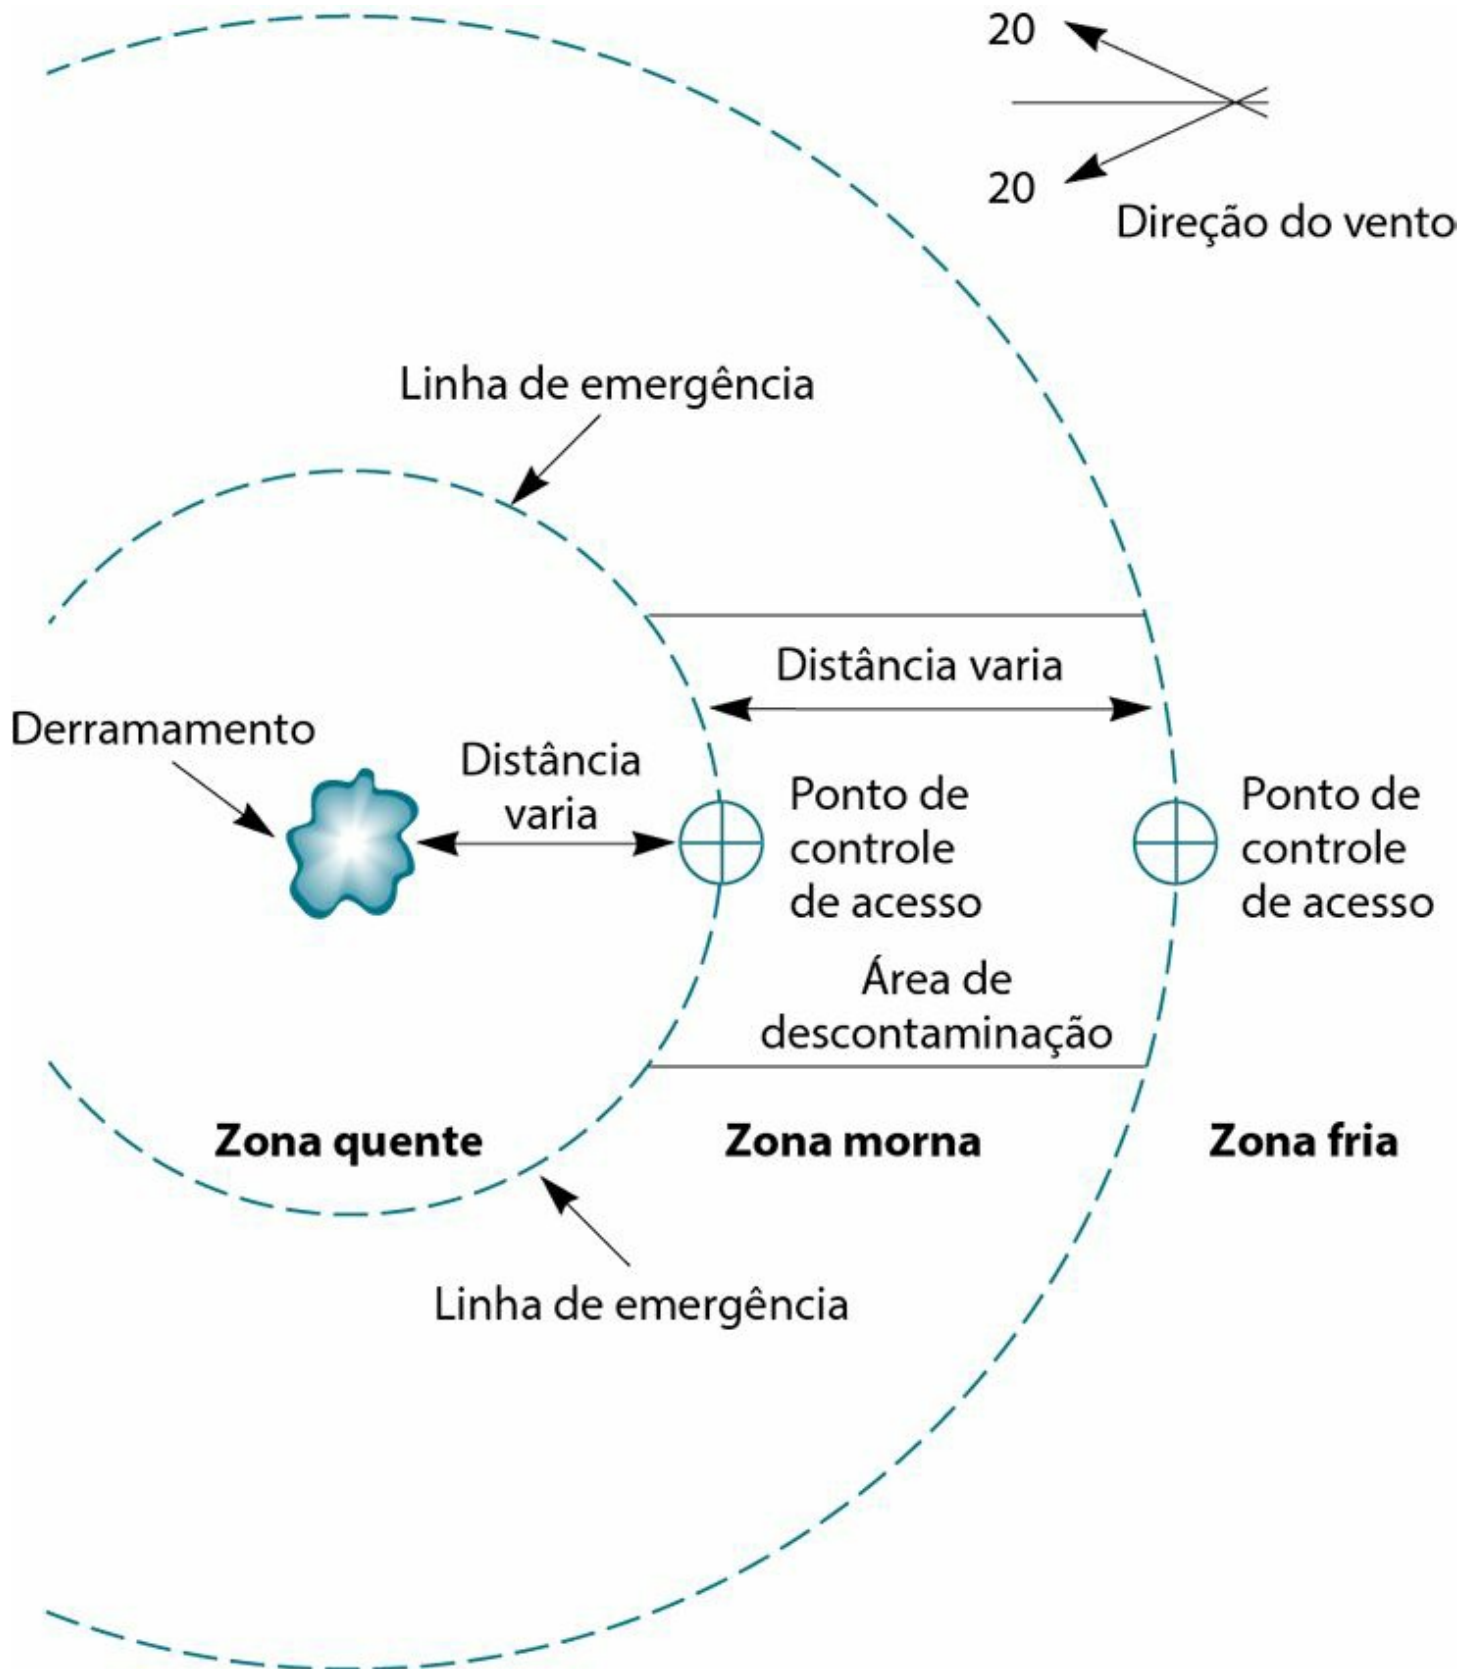 20
20
Direção do vento
Linha de emergência
Distância varia
Derramamento
Distância
varia
Ponto de
controle
de acesso
Ponto de
controle
de acesso
Área de
descontaminação
Zona quente
Zona morna
Zona fria
Linha de emergência